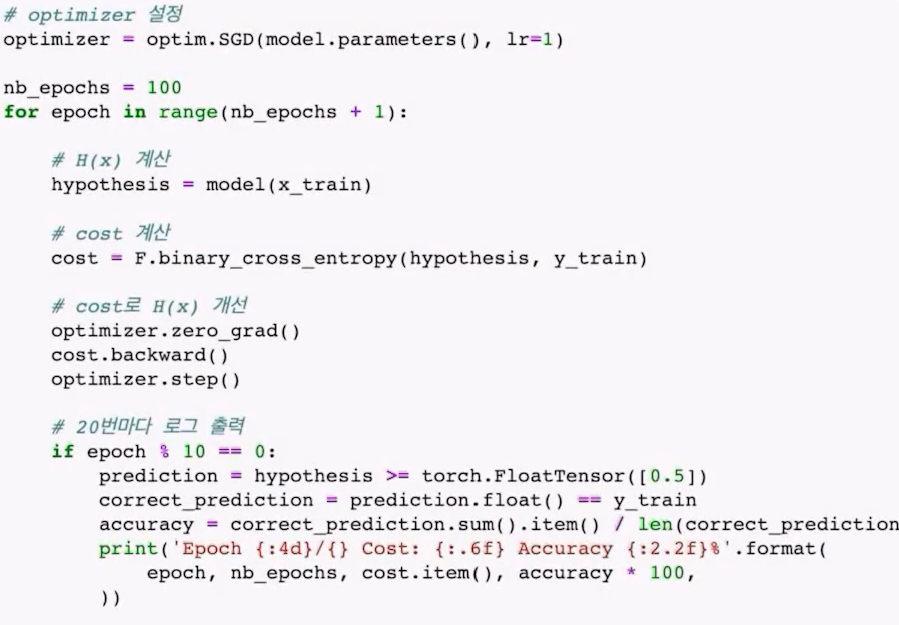 # optimizer 설정
optimizer = optim.SGD(model.parameters(), lr=1)

nb_epochs = 100
for epoch in range(nb_epochs + 1):

    # H(x) 계산
    hypothesis = model(x_train)

    # cost 계산
    cost = F.binary_cross_entropy(hypothesis, y_train)

    # cost로 H(x) 개선
    optimizer.zero_grad()
    cost.backward()
    optimizer.step()

    # 20번마다 로그 출력
    if epoch % 10 == 0:
        prediction = hypothesis >= torch.FloatTensor([0.5])
        correct_prediction = prediction.float() == y_train
        accuracy = correct_prediction.sum().item() / len(correct_prediction
        print('Epoch {:4d}/{} Cost: {:.6f} Accuracy {:2.2f}%'.format(
            epoch, nb_epochs, cost.item(), accuracy * 100,
        ))